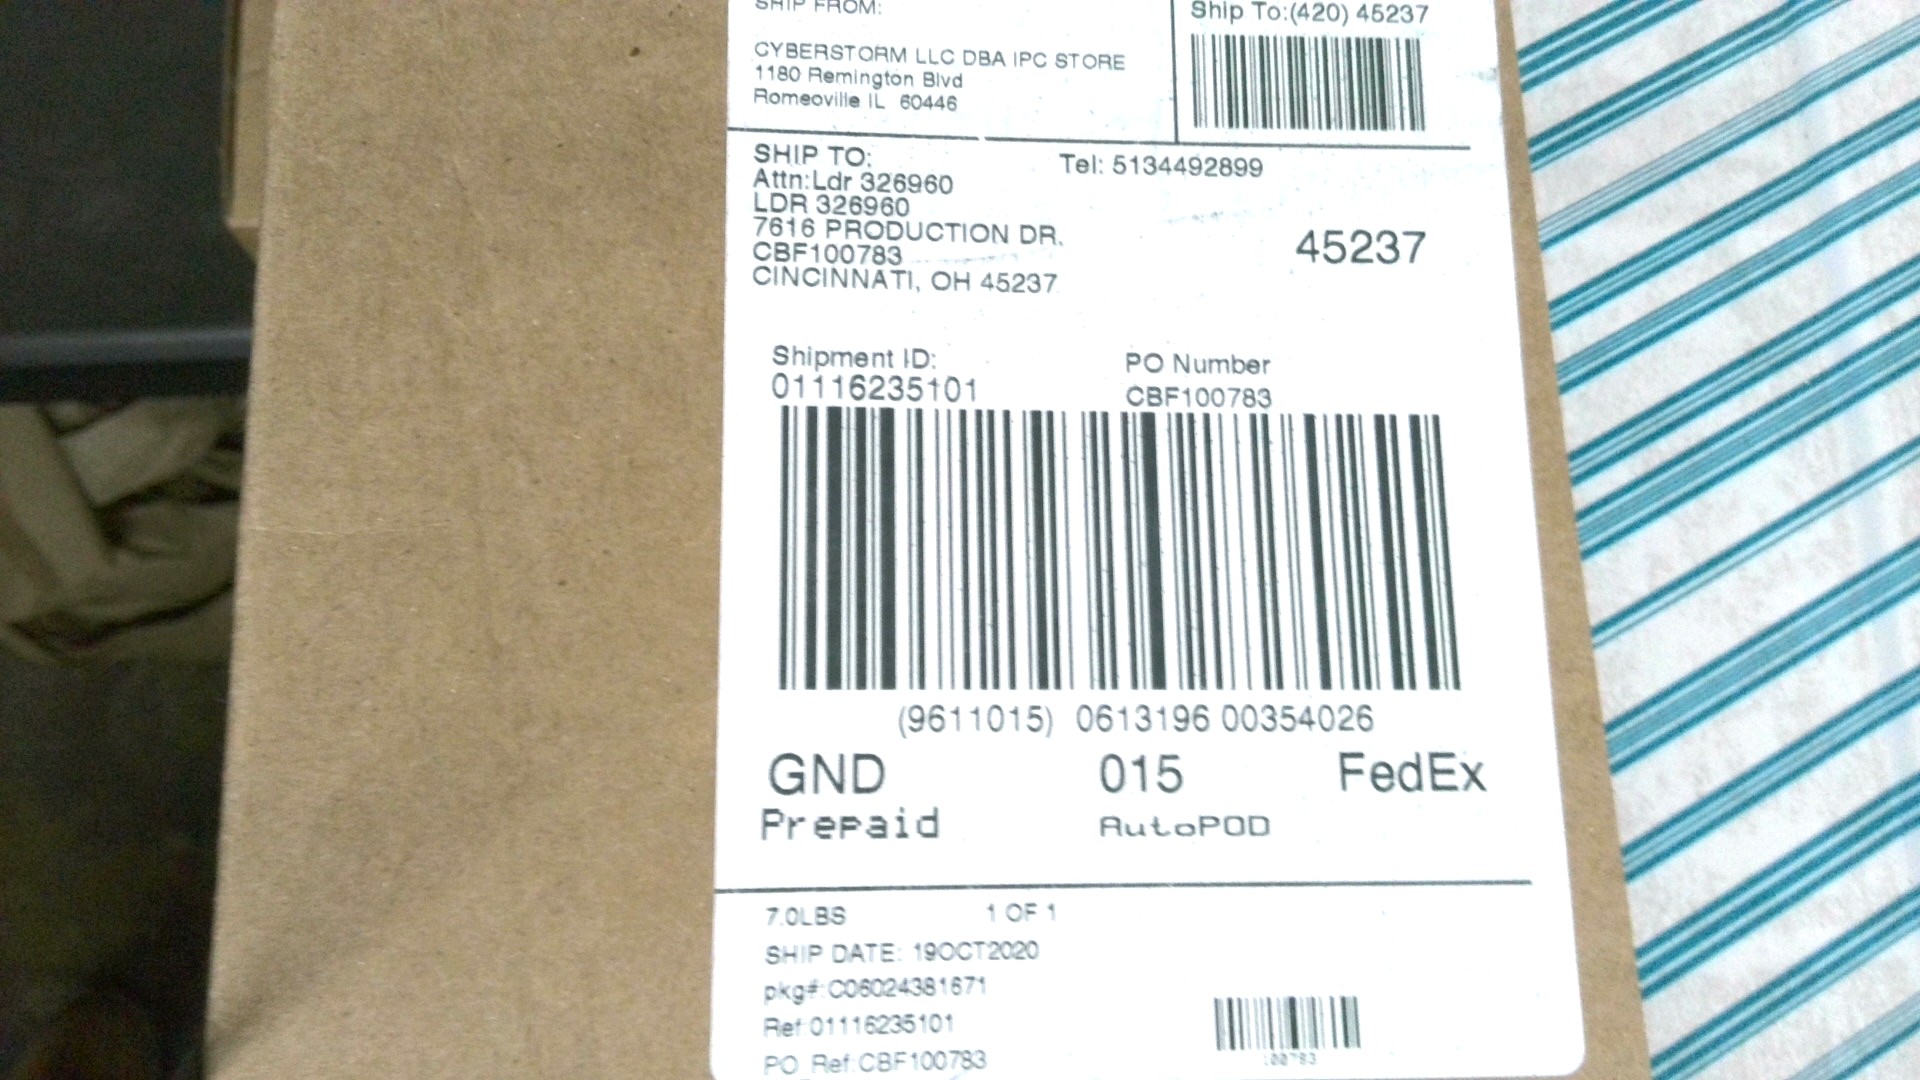 SHIP FROM:
CYBERSTORM LLC DBA IPC STORE
1180 Remington Blvd
Romeoville IL 60446
Ship To:(420) 45237
SHIP TO:
Tel: 5134492899
Attn:Ldr 326960
LDR 326960
7616 PRODUCTION DR.
CBF100783
CINCINNATI, OH 45237
45237
Shipment ID:
01116235101
PO Number
CBF100783
(9611015) 0613196 00354026
GND 015 FedEx
Prepaid AutoPOD
7.0LBS 1 OF 1
SHIP DATE: 19OCT2020
pkg#:C06024381671
Ref:01116235101
PO Ref:CBF100783
100783